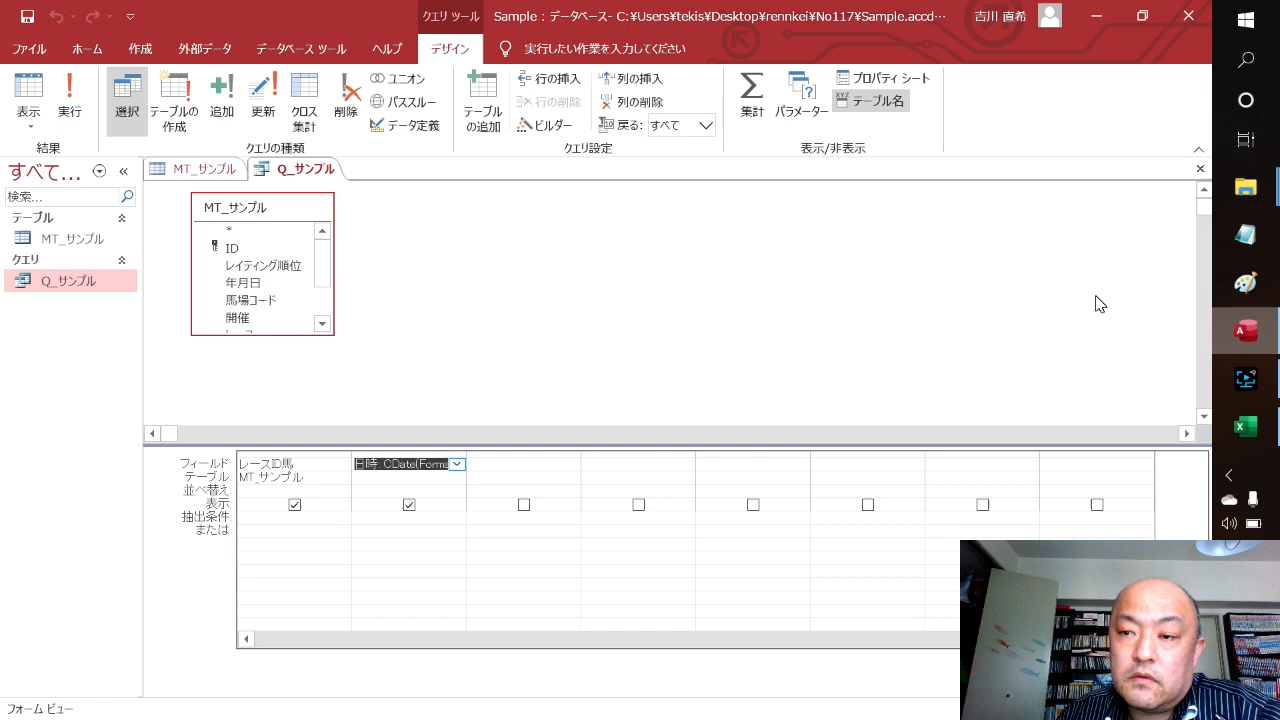 クエリ ツール
Sample : データベース- C:¥Users¥tekis¥Desktop¥rennkei¥No117¥Sample.accd…
吉川 直希
ファイル ホーム 作成 外部データ データベース ツール ヘルプ デザイン 実行したい作業を入力してください
表示 実行 選択 テーブルの作成 追加 更新 クロス集計 削除
ユニオン
パススルー
データ定義
テーブルの追加
行の挿入
行の削除
ビルダー
列の挿入
列の削除
戻る: すべて
集計 パラメーター
プロパティ シート
テーブル名
結果 クエリの種類 クエリ設定 表示/非表示
すべて...
検索...
テーブル
MT_サンプル
クエリ
Q_サンプル
MT_サンプル Q_サンプル
MT_サンプル
*
ID
レイティング順位
年月日
馬場コード
開催
フィールド: レース​ID馬 日時: CDate(Forma
テーブル: MT_サンプル
並べ替え:
表示:
抽出条件:
または:
フォーム ビュー